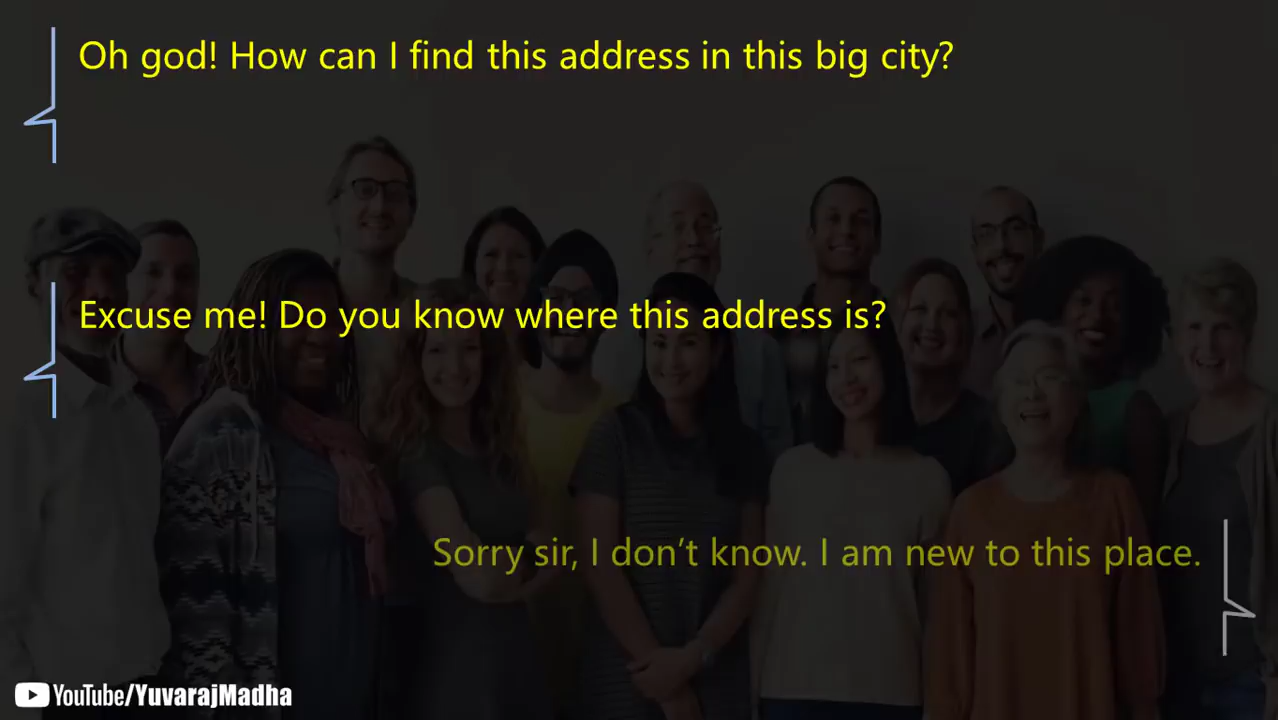 Oh god! How can I find this address in this big city?
Excuse me! Do you know where this address is?
Sorry sir, I don’t know. I am new to this place.
YouTube/YuvarajMadha